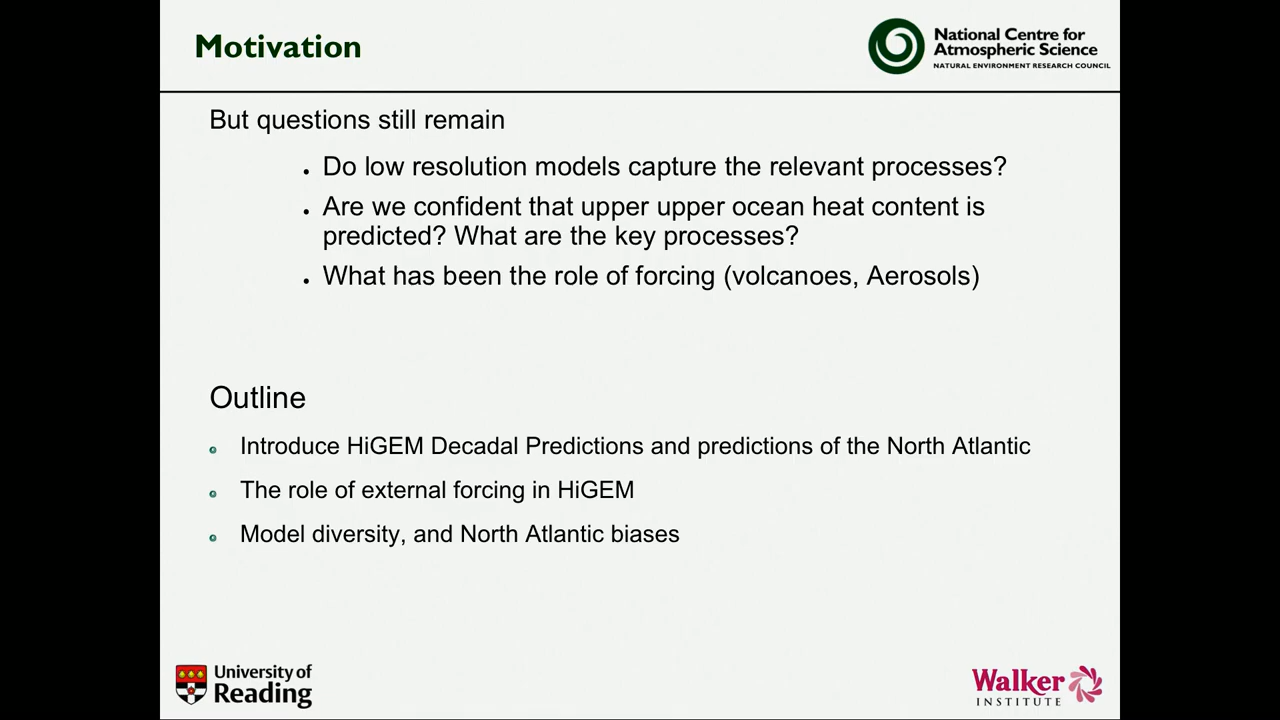 Motivation
National Centre for
Atmospheric Science
NATURAL ENVIRONMENT RESEARCH COUNCIL
But questions still remain
Do low resolution models capture the relevant processes?
Are we confident that upper upper ocean heat content is
predicted? What are the key processes?
What has been the role of forcing (volcanoes, Aerosols)
Outline
Introduce HiGEM Decadal Predictions and predictions of the North Atlantic
The role of external forcing in HiGEM
Model diversity, and North Atlantic biases
University of
Reading
Walker
INSTITUTE